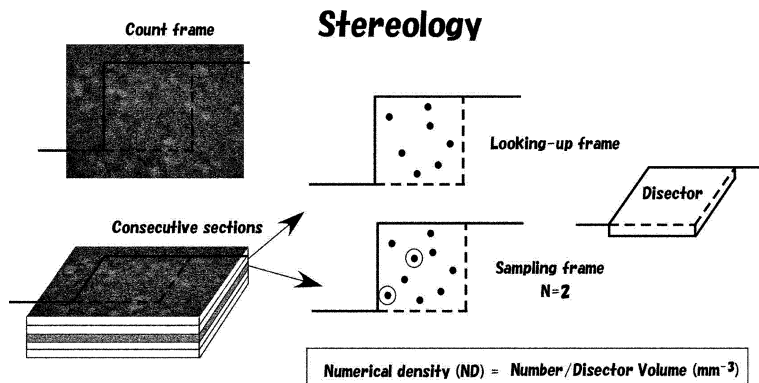 Stereology
Count frame
Looking-up frame
Disector
Consecutive sections
Sampling frame
N=2
Numerical density (ND) = Number/Disector Volume (mm⁻³)